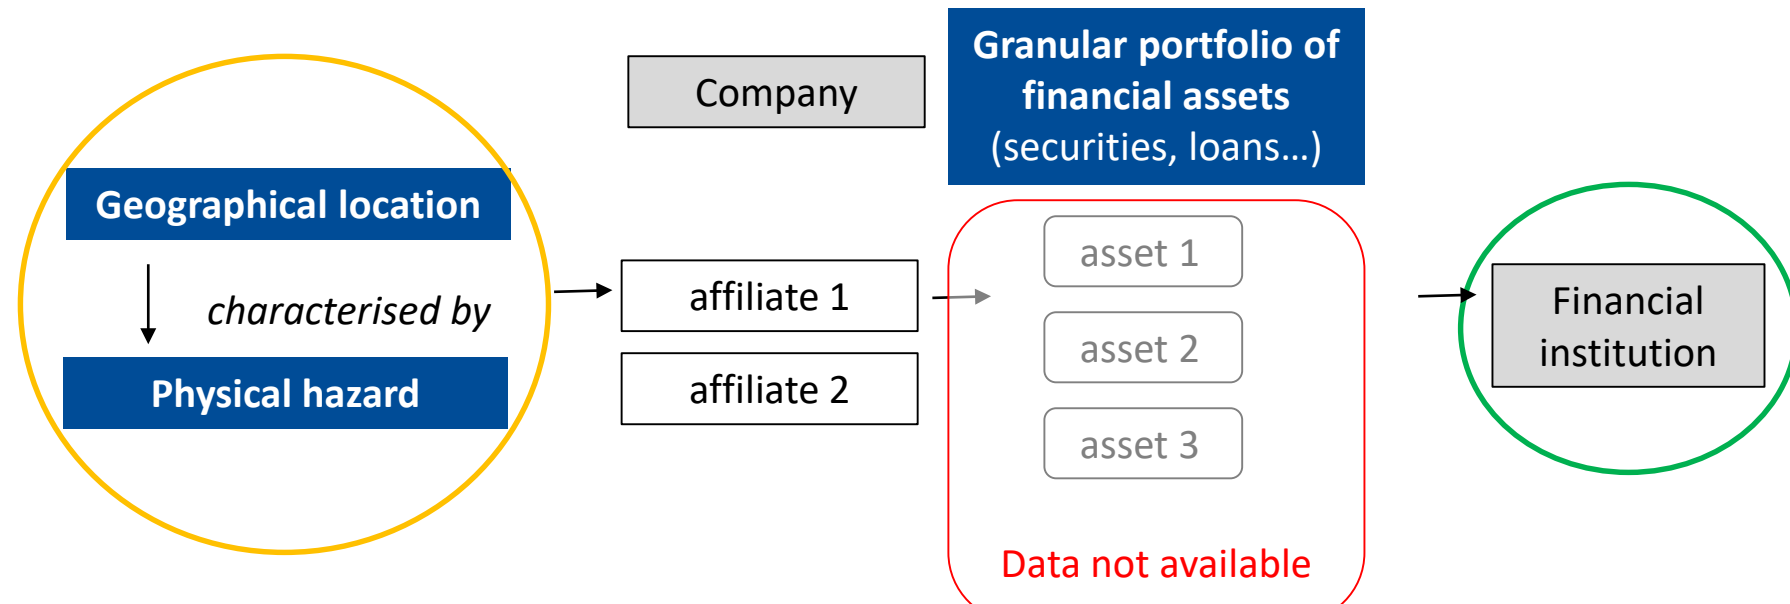 Geographical location
characterised by
Physical hazard
Company
affiliate 1
affiliate 2
Granular portfolio of
financial assets
(securities, loans…)
asset 1
asset 2
asset 3
Data not available
Financial
institution